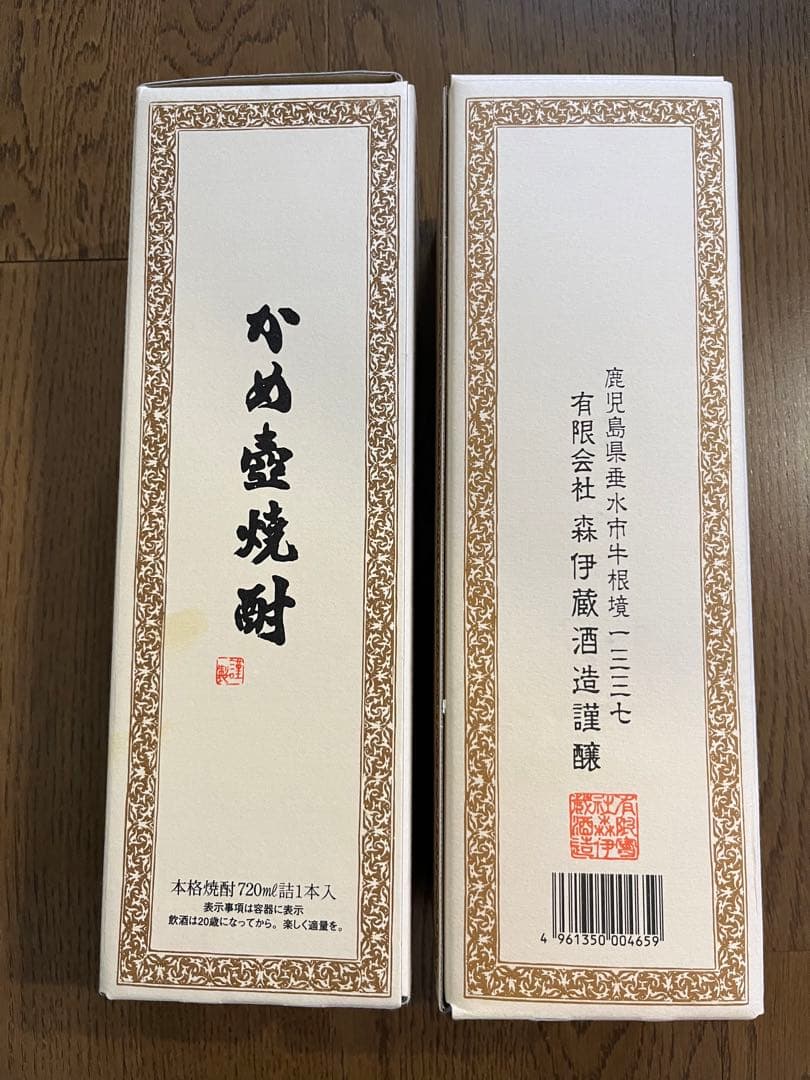 かめ壺焼酎
謹製
本格焼酎720㎖詰1本入
表示事項は容器に表示
飲酒は20歳になってから。楽しく適量を。
鹿児島県垂水市牛根境一三三七
有限会社 森伊蔵酒造謹醸
4 961350 004659